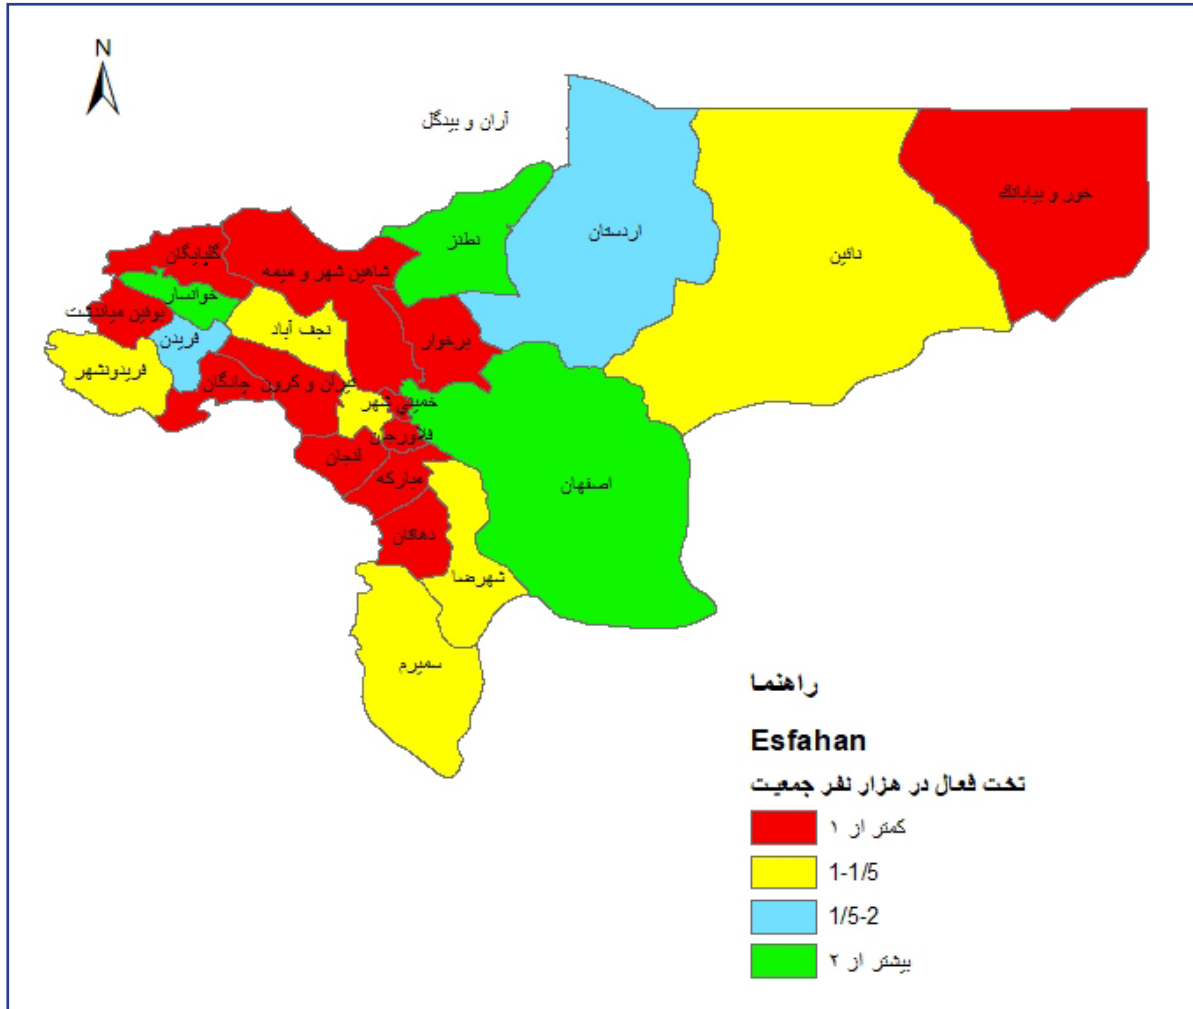 N
آران و بیدگل
خور و بیابانک
نطنز
اردستان
نائین
گلپایگان
شاهین شهر و میمه
خوانسار
بوئین میاندشت
نجف آباد
برخوار
فریدن
فریدونشهر
چادگان
تیران و کرون
خمینی شهر
فلاورجان
لنجان
مبارکه
اصفهان
دهاقان
شهرضا
سمیرم
راهنما
Esfahan
تخت فعال در هزار نفر جمعیت
کمتر از ۱
1-1/5
1/5-2
بیشتر از ۲